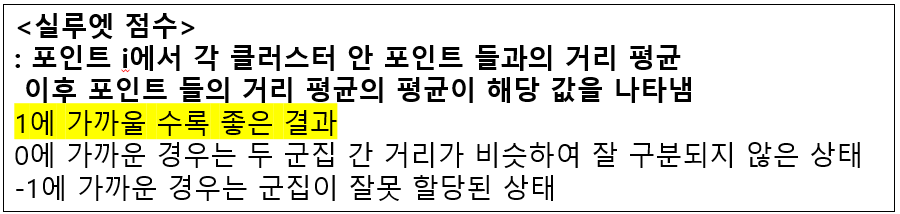 <실루엣 점수>
: 포인트 i에서 각 클러스터 안 포인트 들과의 거리 평균
이후 포인트 들의 거리 평균의 평균이 해당 값을 나타냄
1에 가까울 수록 좋은 결과
0에 가까운 경우는 두 군집 간 거리가 비슷하여 잘 구분되지 않은 상태
-1에 가까운 경우는 군집이 잘못 할당된 상태